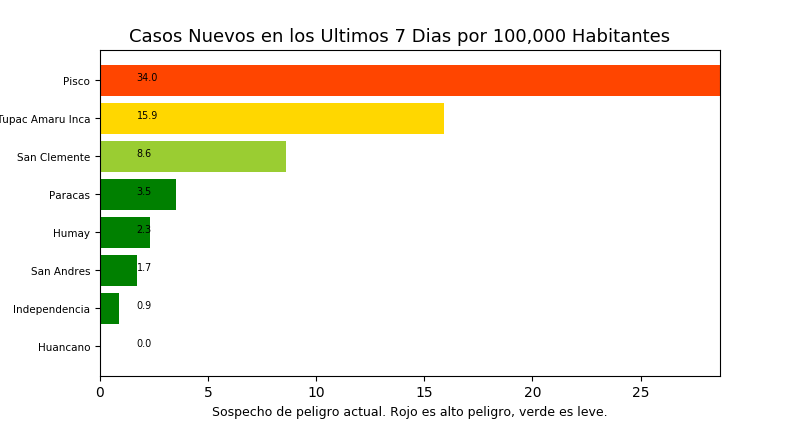 Casos Nuevos en los Ultimos 7 Dias por 100,000 Habitantes
Pisco 34.0
Tupac Amaru Inca 15.9
San Clemente 8.6
Paracas 3.5
Humay 2.3
San Andres 1.7
Independencia 0.9
Huancano 0.0
0 5 10 15 20 25
Sospecho de peligro actual. Rojo es alto peligro, verde es leve.